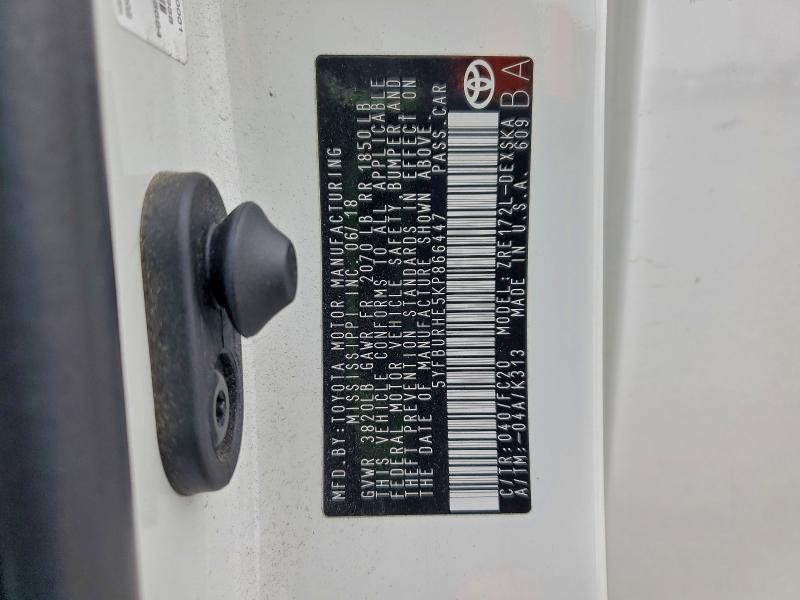 MFD.BY:TOYOTA MOTOR MANUFACTURING
MISSISSIPPI INC. 06/18
GVWR 3820LB GAWR FR 2070 LB RR 1850LB
THIS VEHICLE CONFORMS TO ALL APPLICABLE
FEDERAL MOTOR VEHICLE SAFETY, BUMPER, AND
THEFT PREVENTION STANDARDS IN EFFECT ON
THE DATE OF MANUFACTURE SHOWN ABOVE.
5YFBURHE5KP866447 PASS.CAR
C/TR:040/FC20 MODEL:ZRE172L-DEXSKA
A/TM:-04A/K313 MADE IN U.S.A. 609
BA